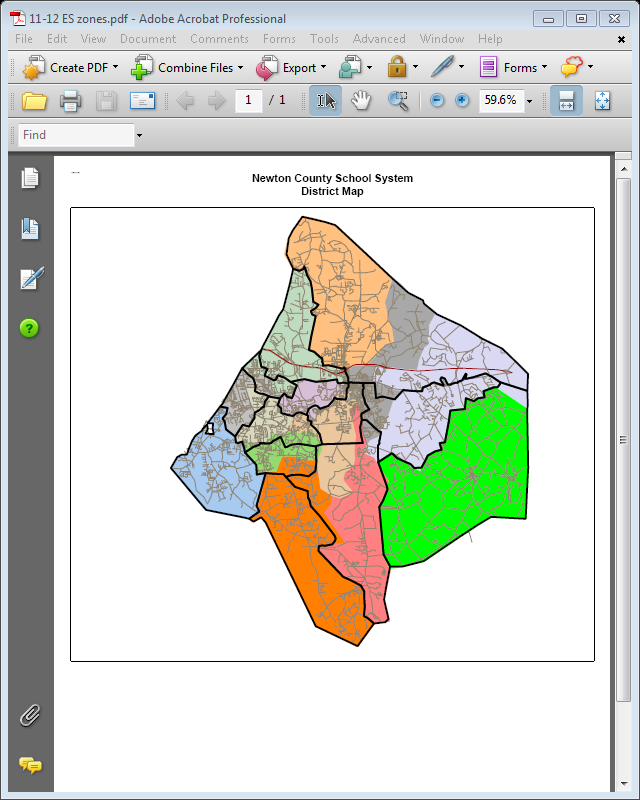 11-12 ES zones.pdf - Adobe Acrobat Professional
File Edit View Document Comments Forms Tools Advanced Window Help
Create PDF Combine Files Export Forms
1 / 1 59.6%
Find
Newton County School System
District Map